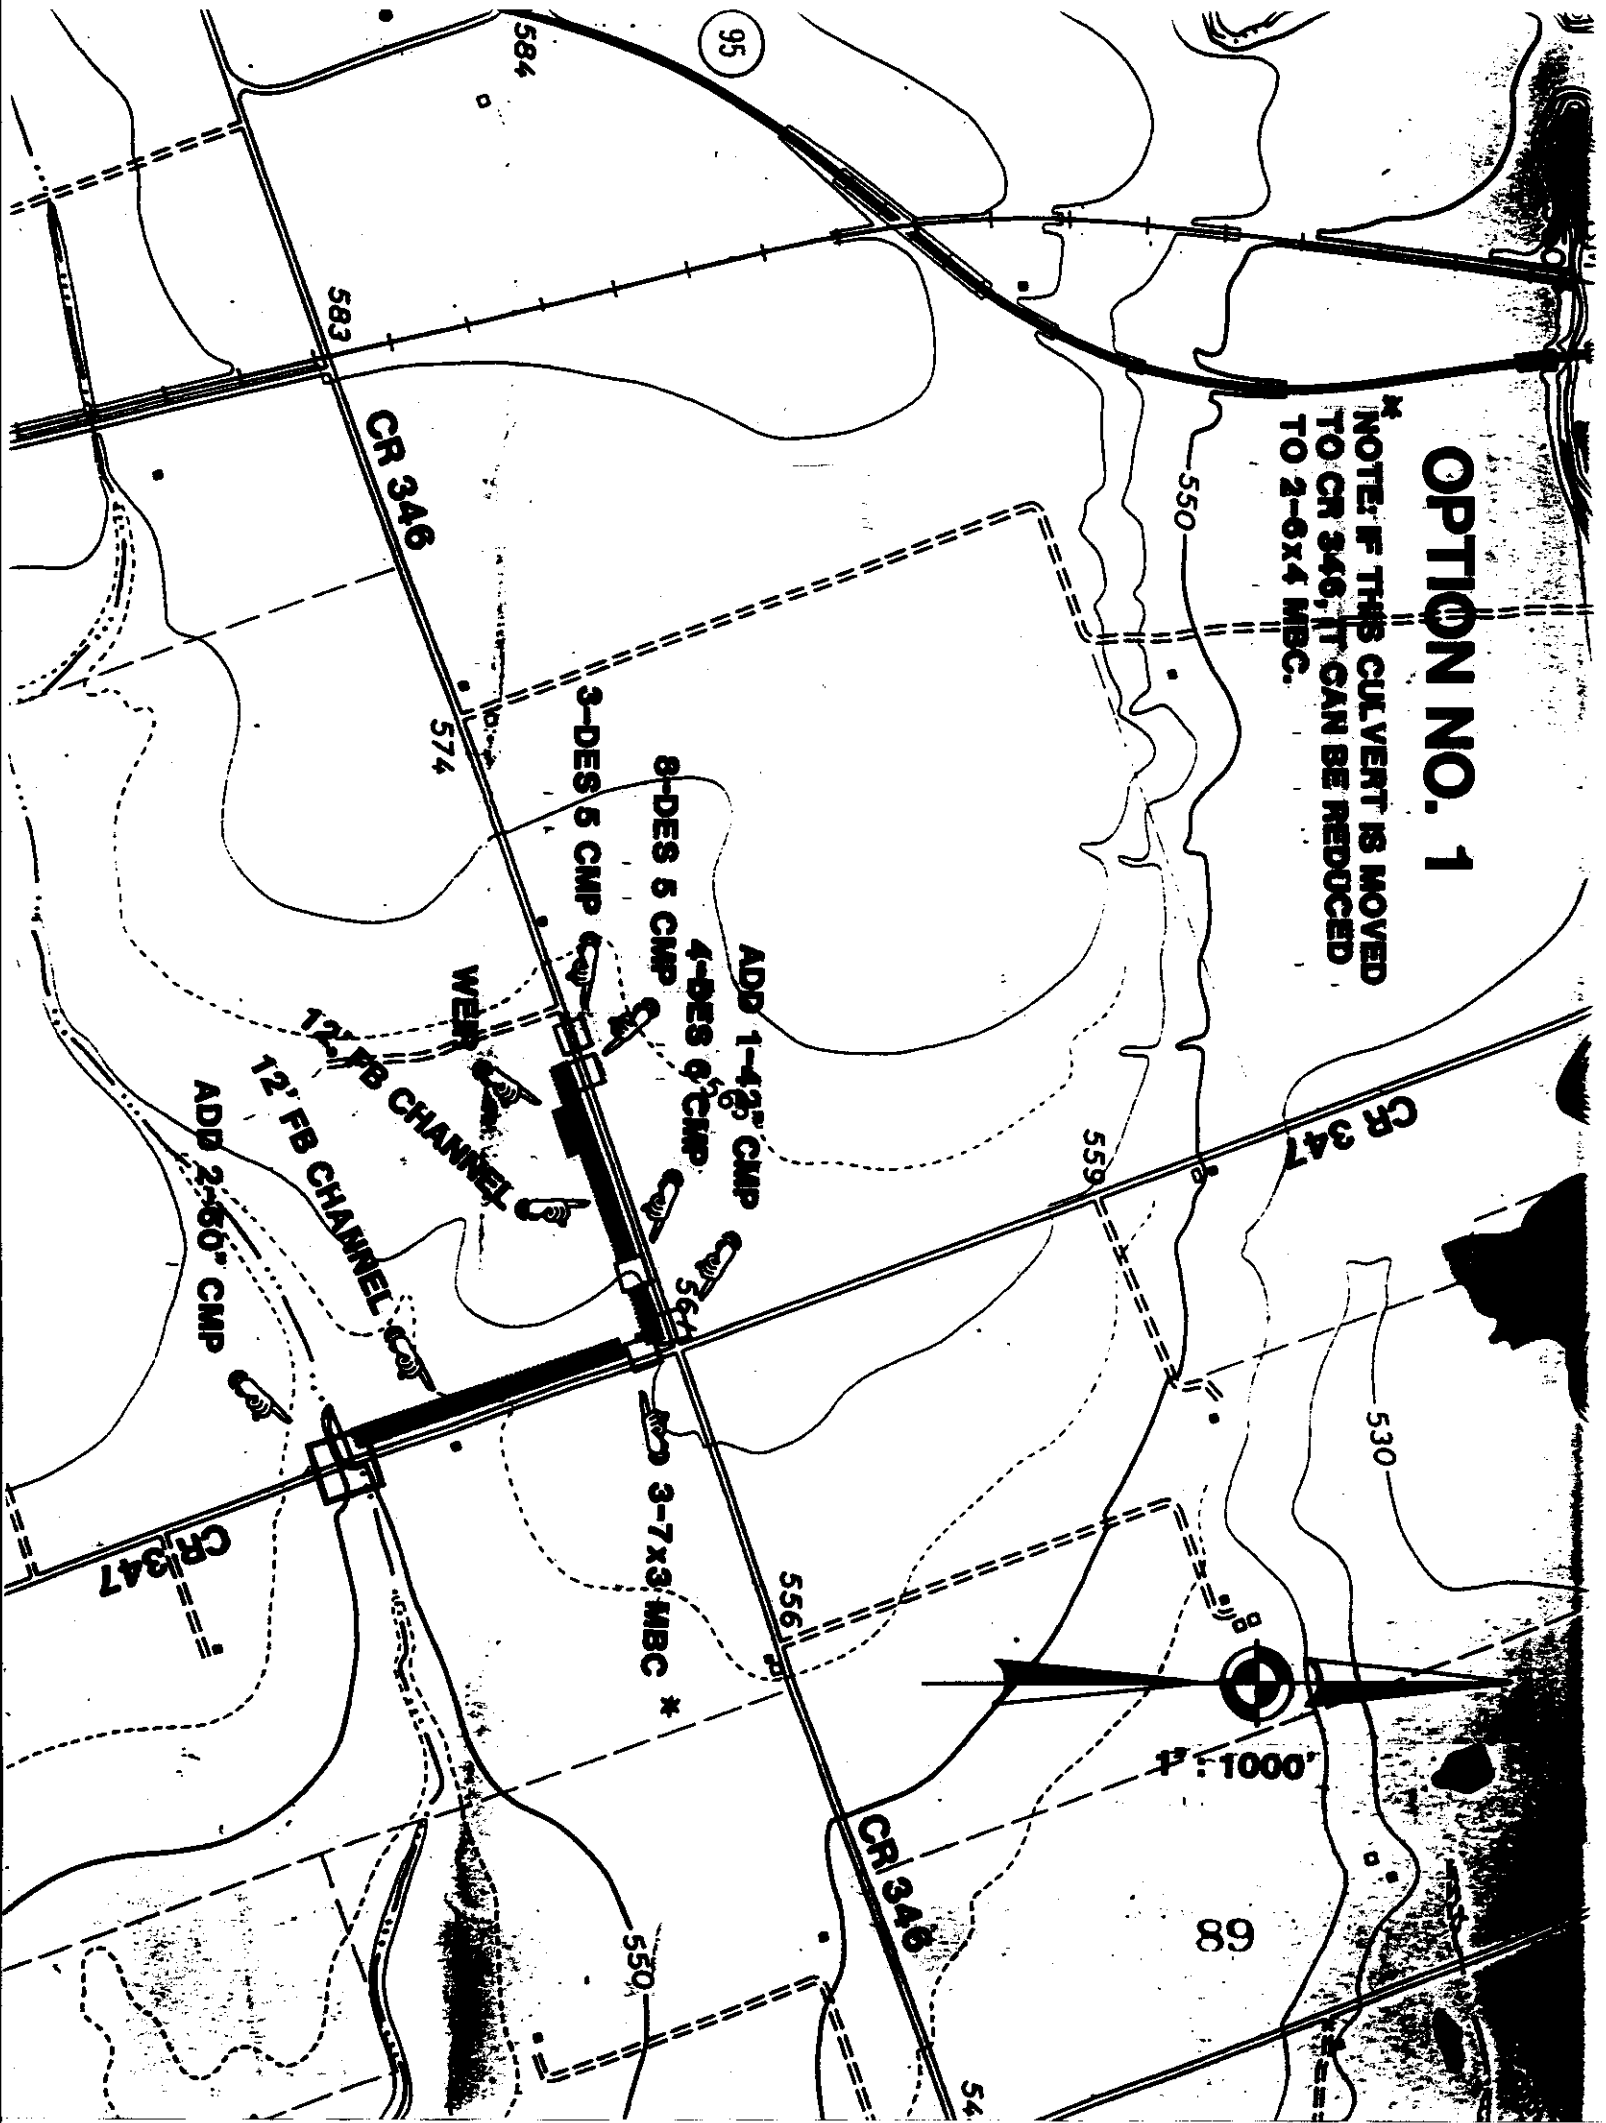 OPTION NO. 1
*
NOTE: IF THIS CULVERT IS MOVED
TO CR 346, IT CAN BE REDUCED
TO 2-6x4 MBC.
95
584
583
CR 346
550
574
3-DES 5 CMP
8-DES 5 CMP
4-DES 6 CMP
ADD 1-42" CMP
565
WEIR
12' FB CHANNEL
12' FB CHANNEL
ADD 2-60" CMP
559
CR 347
561
530
3-7x3 MBC *
CR 347
556
1" : 1000'
CR 346
89
550
54